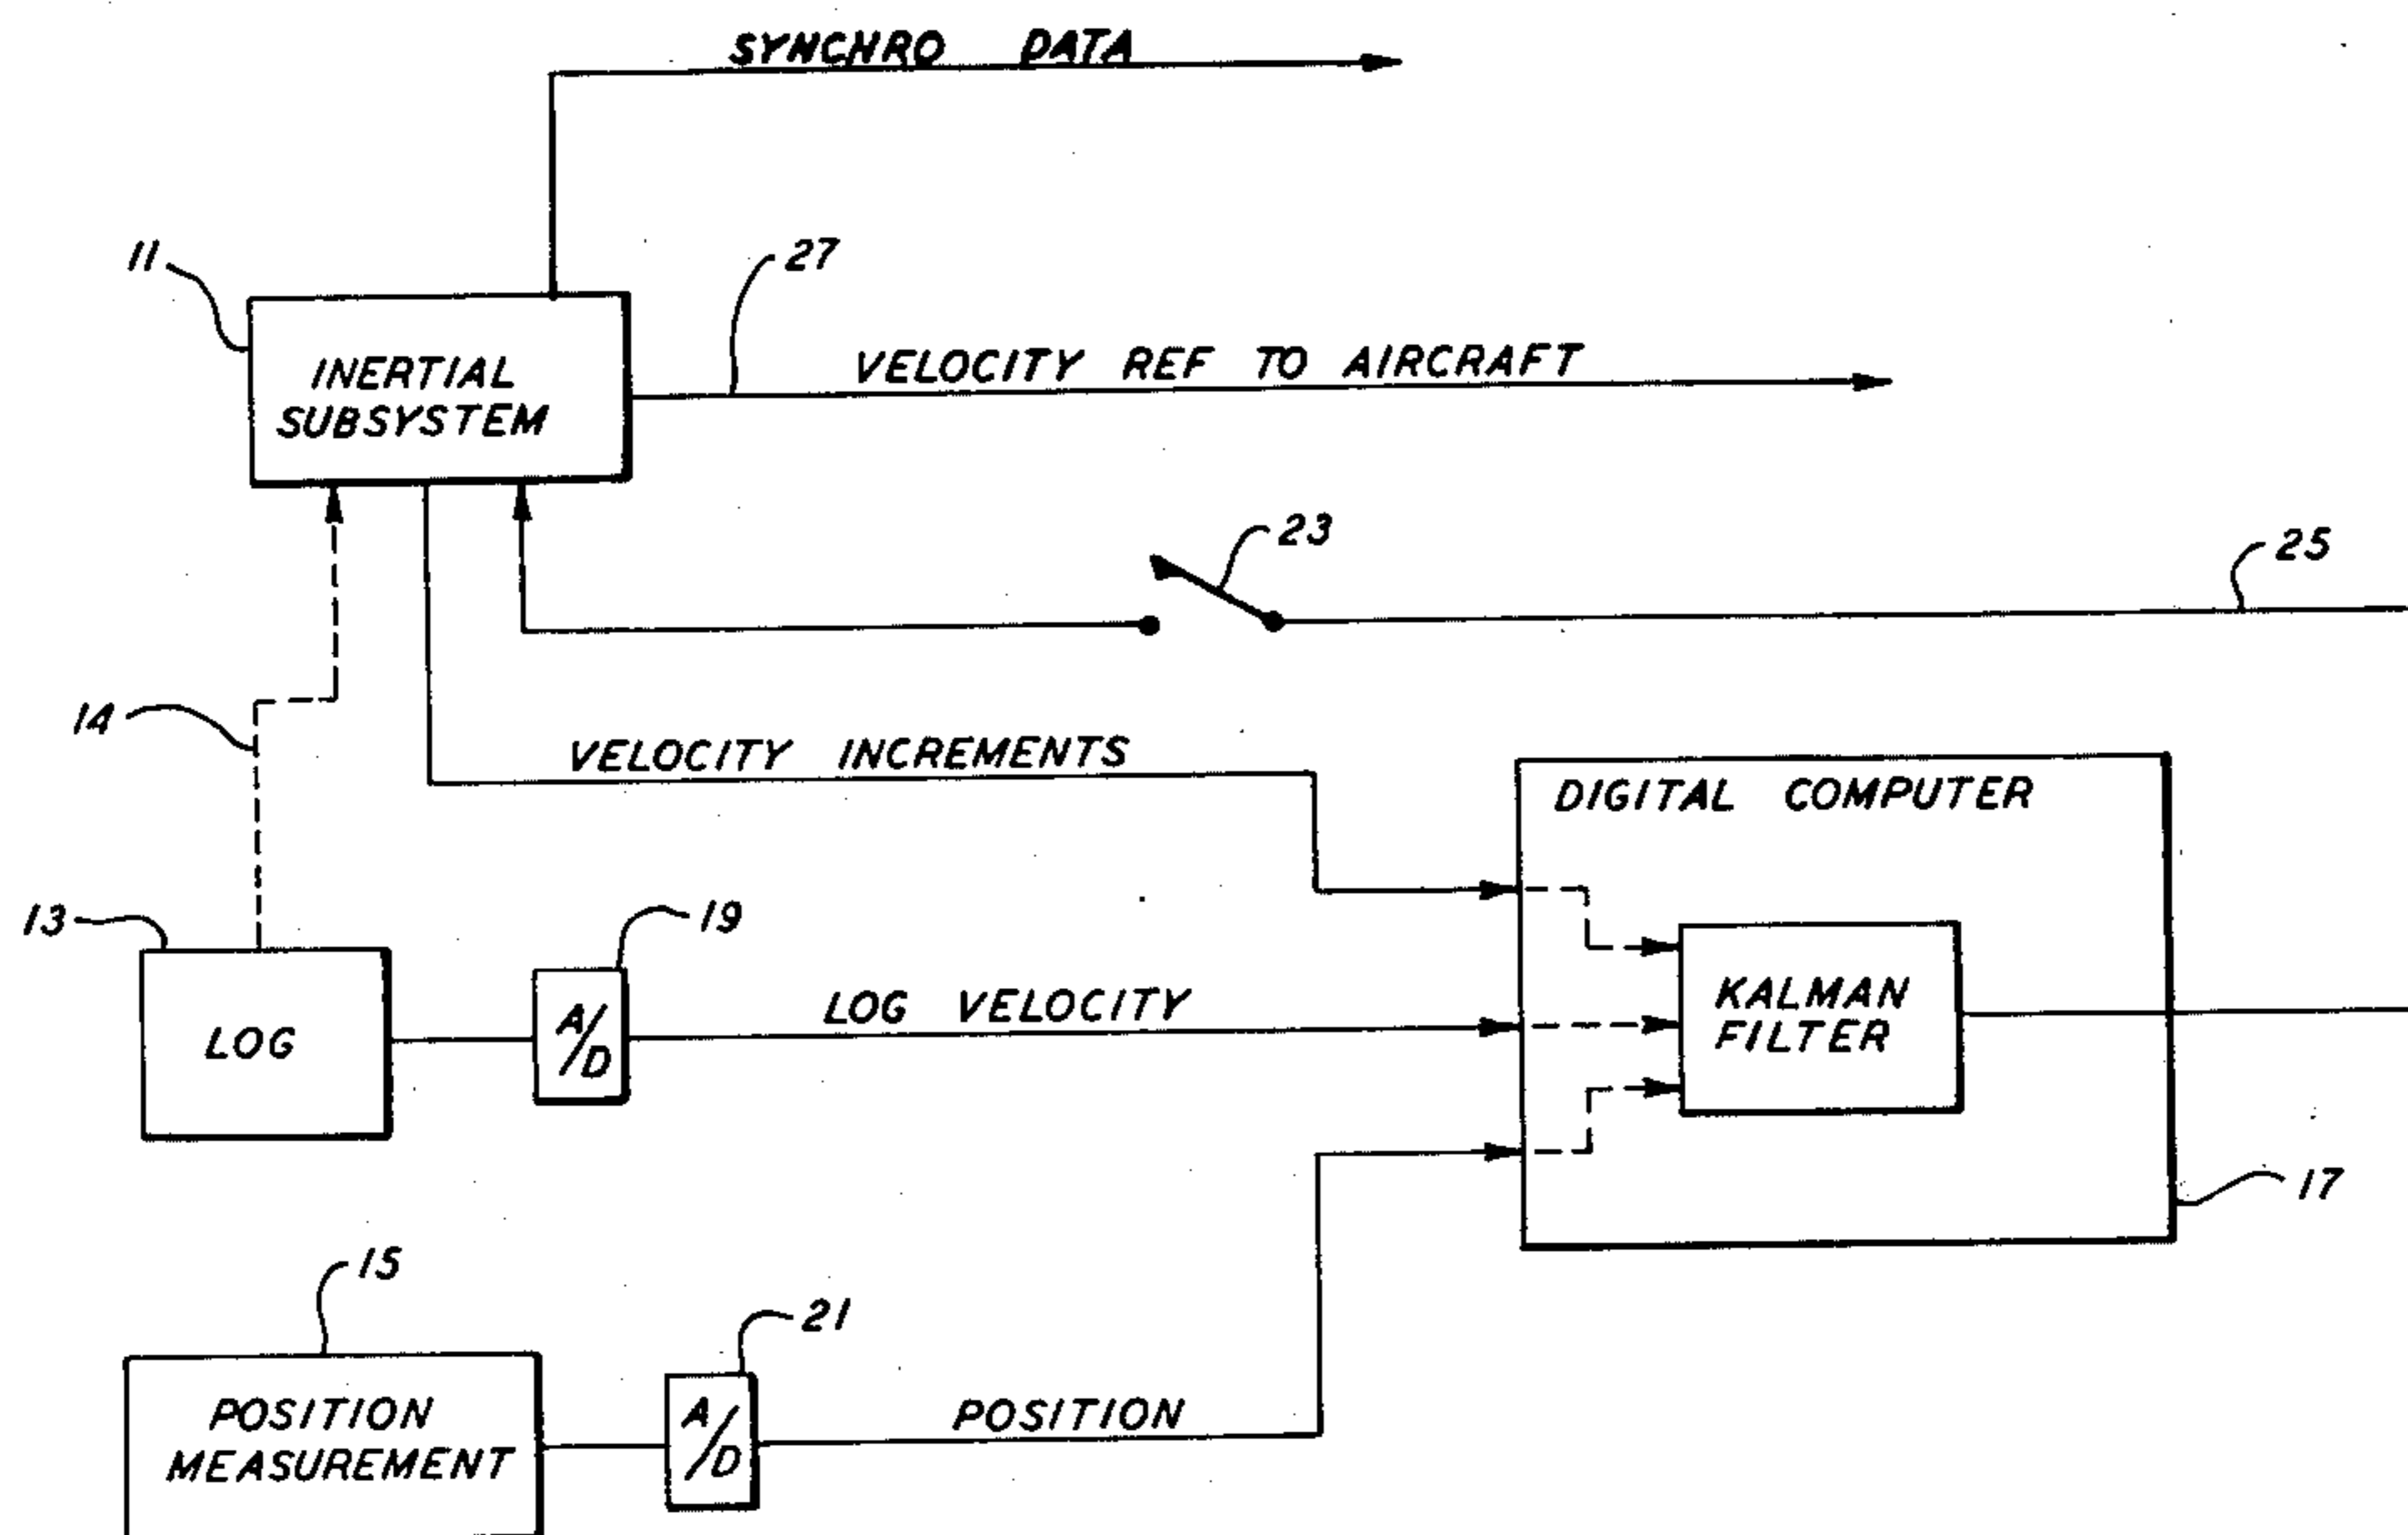 SYNCHRO DATA
11
27
INERTIAL
SUBSYSTEM
VELOCITY REF TO AIRCRAFT
23
25
14
VELOCITY INCREMENTS
DIGITAL COMPUTER
13
19
LOG
A/D
LOG VELOCITY
KALMAN
FILTER
17
15
21
POSITION
MEASUREMENT
A/D
POSITION